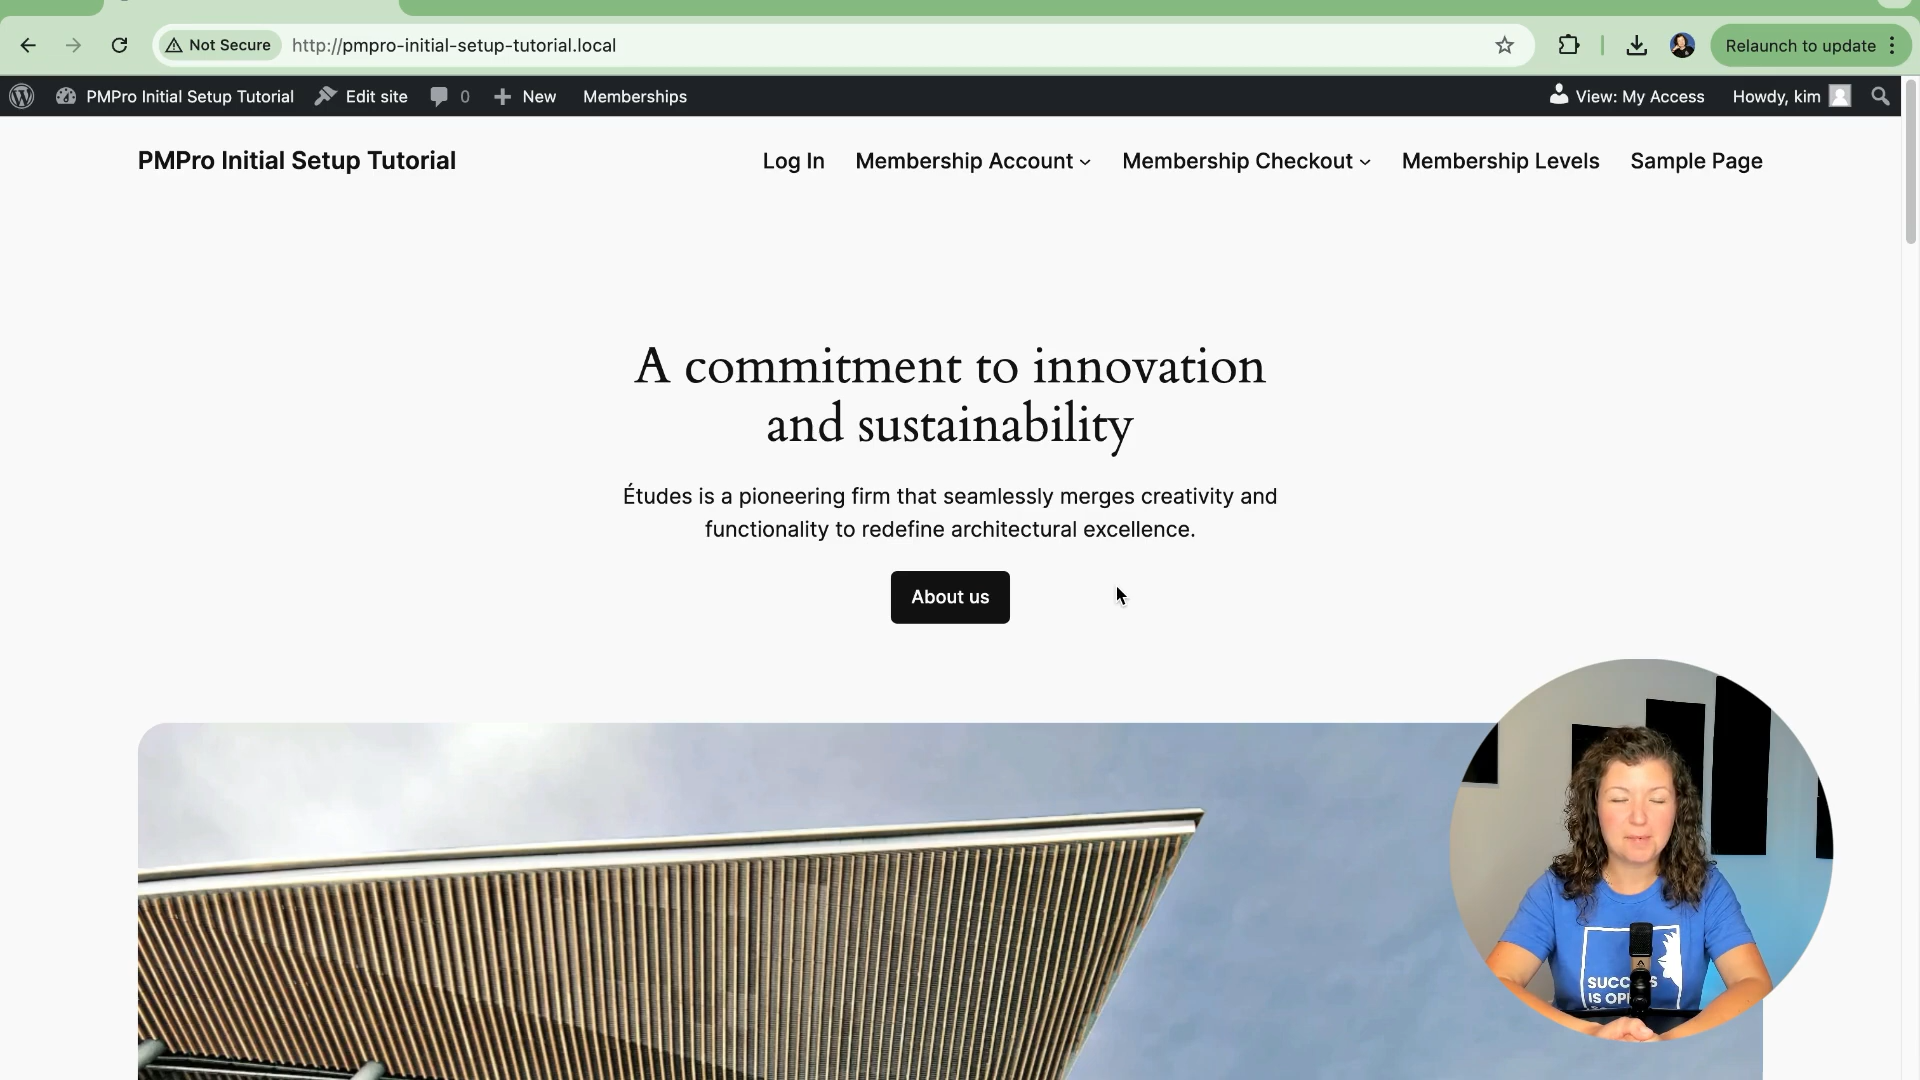 Not Secure http://pmpro-initial-setup-tutorial.local Relaunch to update
PMPro Initial Setup Tutorial Edit site 0 New Memberships View: My Access Howdy, kim
PMPro Initial Setup Tutorial Log In Membership Account Membership Checkout Membership Levels Sample Page
A commitment to innovation
and sustainability
Études is a pioneering firm that seamlessly merges creativity and
functionality to redefine architectural excellence.
About us
IS